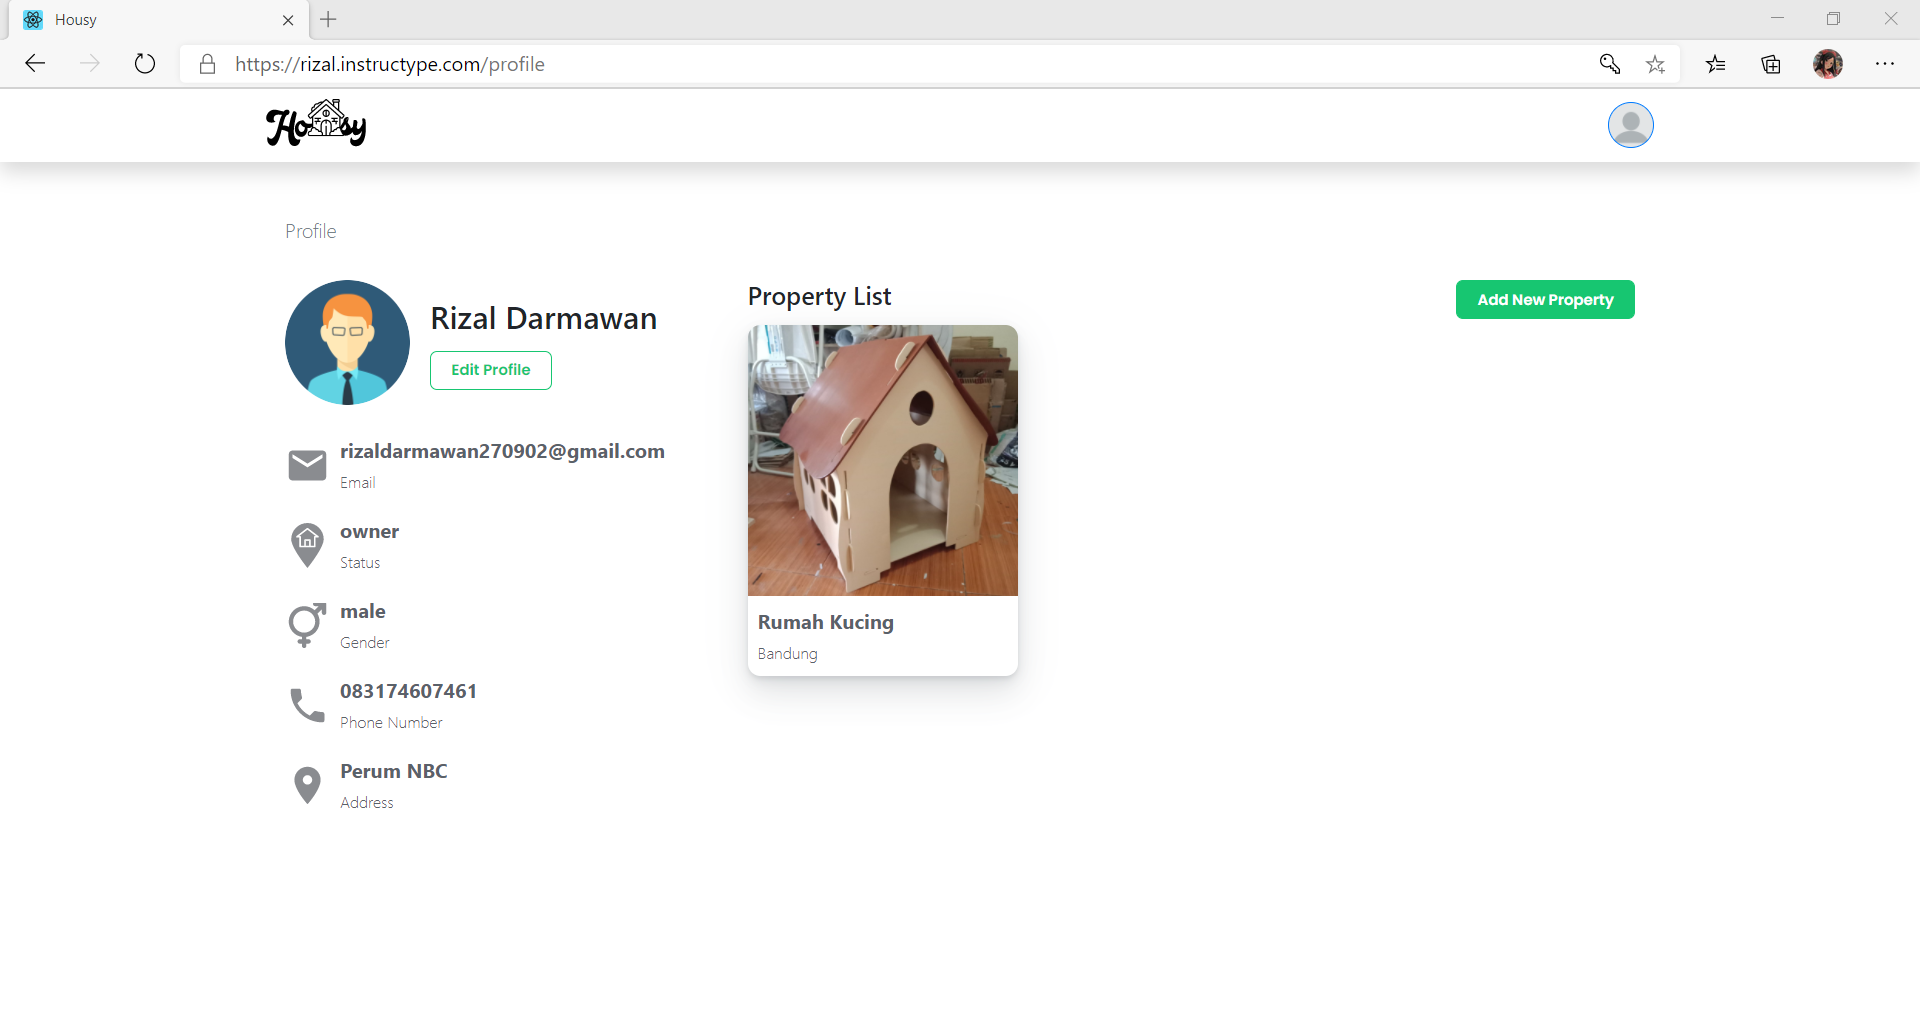 Housy
https://rizal.instructype.com/profile
Housy
Profile
Rizal Darmawan
Edit Profile
rizaldarmawan270902@gmail.com
Email
owner
Status
male
Gender
083174607461
Phone Number
Perum NBC
Address
Property List
Add New Property
Rumah Kucing
Bandung